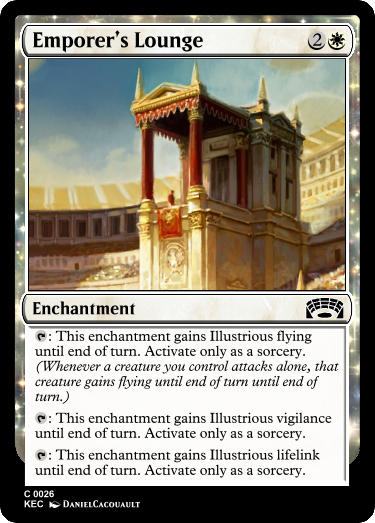 Emporer's Lounge 2
Enchantment
: This enchantment gains Illustrious flying
until end of turn. Activate only as a sorcery.
(Whenever a creature you control attacks alone, that
creature gains flying until end of turn until end of
turn.)
: This enchantment gains Illustrious vigilance
until end of turn. Activate only as a sorcery.
: This enchantment gains Illustrious lifelink
until end of turn. Activate only as a sorcery.
C 0026
KEC DanielCacouault